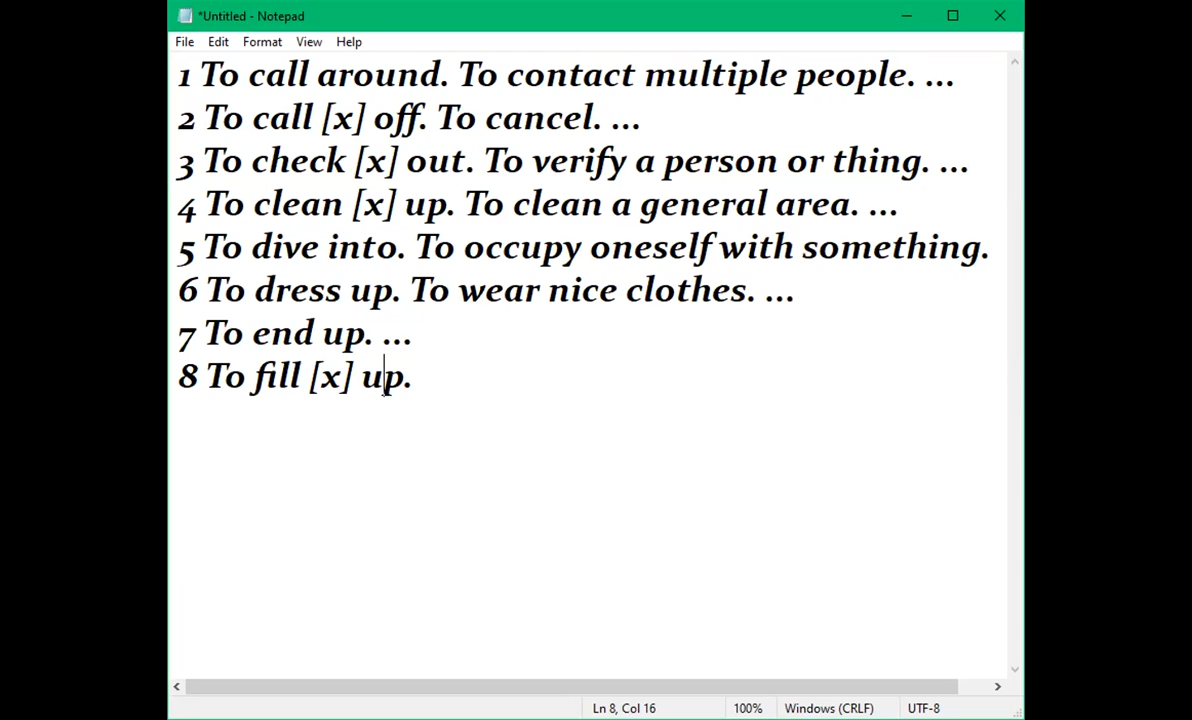 *Untitled - Notepad
File Edit Format View Help
1 To call around. To contact multiple people. ...
2 To call [x] off. To cancel. ...
3 To check [x] out. To verify a person or thing. ...
4 To clean [x] up. To clean a general area. ...
5 To dive into. To occupy oneself with something.
6 To dress up. To wear nice clothes. ...
7 To end up. ...
8 To fill [x] up.
Ln 8, Col 16 100% Windows (CRLF) UTF-8